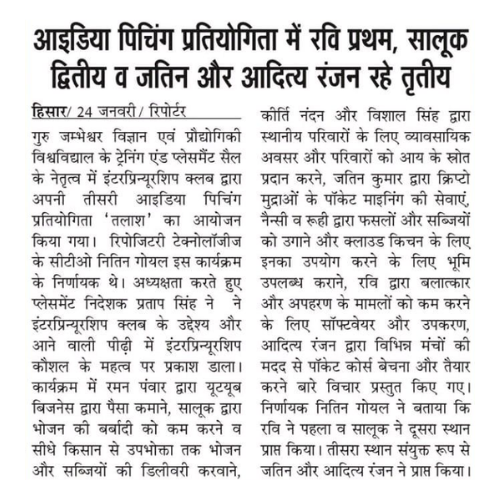 आइडिया पिचिंग प्रतियोगिता में रवि प्रथम, सालूक
द्वितीय व जतिन और आदित्य रंजन रहे तृतीय
हिसार/ 24 जनवरी/ रिपोर्टर
गुरु जम्भेश्वर विज्ञान एवं प्रौद्योगिकी
विश्वविद्याल के ट्रेनिंग एंड प्लेसमैंट सैल
के नेतृत्व में इंटरप्रिन्यूरशिप क्लब द्वारा
अपनी तीसरी आइडिया पिचिंग
प्रतियोगिता ‘तलाश’ का आयोजन
किया गया। रिपोजिटरी टेक्नोलॉजीज
के सीटीओ नितिन गोयल इस कार्यक्रम
के निर्णायक थे। अध्यक्षता करते हुए
प्लेसमेंट निदेशक प्रताप सिंह ने ने
इंटरप्रिन्यूरशिप क्लब के उद्देश्य और
आने वाली पीढ़ी में इंटरप्रिन्यूरशिप
कौशल के महत्व पर प्रकाश डाला।
कार्यक्रम में रमन पंवार द्वारा यूटयूब
बिजनेस द्वारा पैसा कमाने, सालूक द्वारा
भोजन की बर्बादी को कम करने व
सीधे किसान से उपभोक्ता तक भोजन
और सब्जियों की डिलीवरी करवाने,
कीर्ति नंदन और विशाल सिंह द्वारा
स्थानीय परिवारों के लिए व्यावसायिक
अवसर और परिवारों को आय के स्रोत
प्रदान करने, जतिन कुमार द्वारा क्रिप्टो
मुद्राओं के पॉकेट माइनिंग की सेवाएं,
नैन्सी व रूही द्वारा फसलों और सब्जियों
को उगाने और क्लाउड किचन के लिए
इनका उपयोग करने के लिए भूमि
उपलब्ध कराने, रवि द्वारा बलात्कार
और अपहरण के मामलों को कम करने
के लिए सॉफ्टवेयर और उपकरण,
आदित्य रंजन द्वारा विभिन्न मंचों की
मदद से पॉकेट कोर्स बेचना और तैयार
करने बारे विचार प्रस्तुत किए गए।
निर्णायक नितिन गोयल ने बताया कि
रवि ने पहला व सालूक ने दूसरा स्थान
प्राप्त किया। तीसरा स्थान संयुक्त रूप से
जतिन और आदित्य रंजन ने प्राप्त किया।